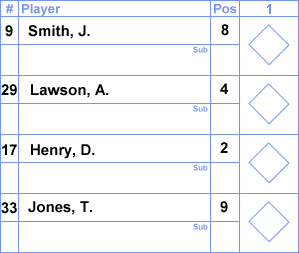 # Player Pos 1
9 Smith, J. 8
Sub
29 Lawson, A. 4
Sub
17 Henry, D. 2
Sub
33 Jones, T. 9
Sub